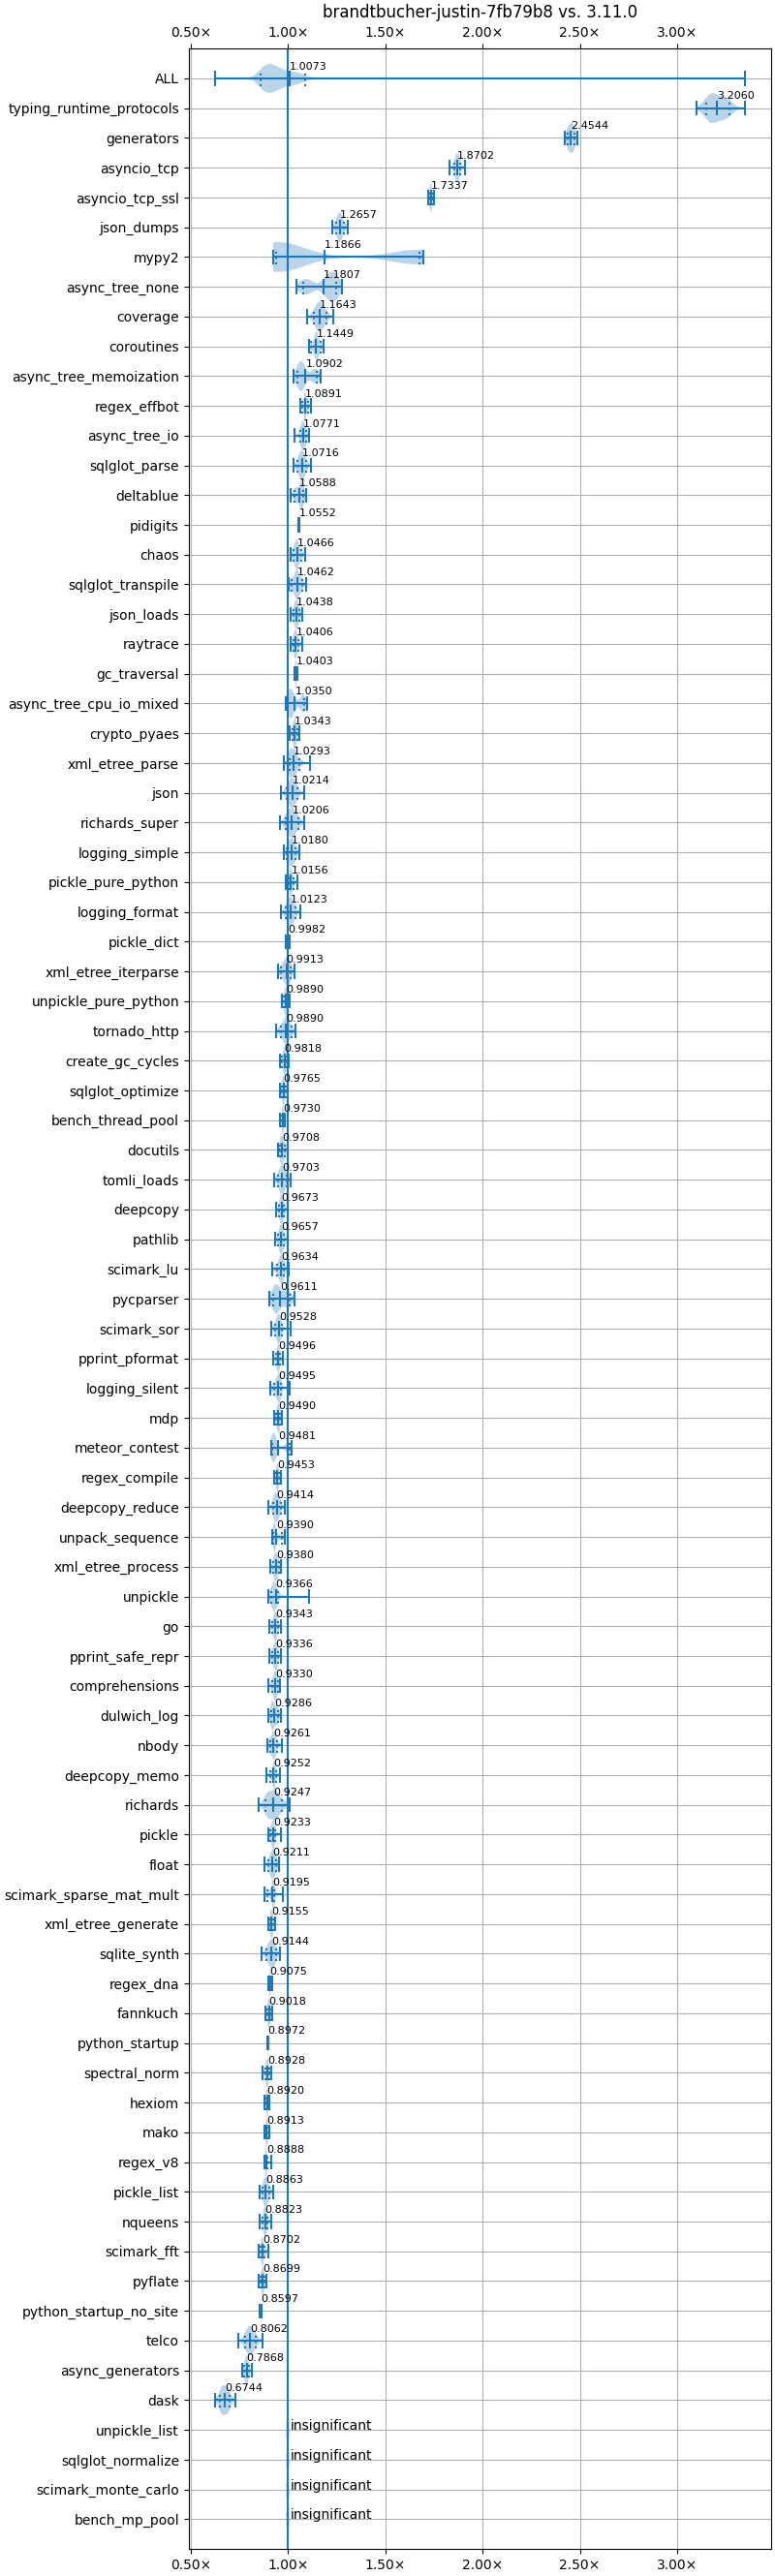 brandtbucher-justin-7fb79b8 vs. 3.11.0
0.50× 1.00× 1.50× 2.00× 2.50× 3.00×
ALL 1.0073
typing_runtime_protocols 3.2060
generators 2.4544
asyncio_tcp 1.8702
asyncio_tcp_ssl 1.7337
json_dumps 1.2657
mypy2 1.1866
async_tree_none 1.1807
coverage 1.1643
coroutines 1.1449
async_tree_memoization 1.0902
regex_effbot 1.0891
async_tree_io 1.0771
sqlglot_parse 1.0716
deltablue 1.0588
pidigits 1.0552
chaos 1.0466
sqlglot_transpile 1.0462
json_loads 1.0438
raytrace 1.0406
gc_traversal 1.0403
async_tree_cpu_io_mixed 1.0350
crypto_pyaes 1.0343
xml_etree_parse 1.0293
json 1.0214
richards_super 1.0206
logging_simple 1.0180
pickle_pure_python 1.0156
logging_format 1.0123
pickle_dict 0.9982
xml_etree_iterparse 0.9913
unpickle_pure_python 0.9890
tornado_http 0.9890
create_gc_cycles 0.9818
sqlglot_optimize 0.9765
bench_thread_pool 0.9730
docutils 0.9708
tomli_loads 0.9703
deepcopy 0.9673
pathlib 0.9657
scimark_lu 0.9634
pycparser 0.9611
scimark_sor 0.9528
pprint_pformat 0.9496
logging_silent 0.9495
mdp 0.9490
meteor_contest 0.9481
regex_compile 0.9453
deepcopy_reduce 0.9414
unpack_sequence 0.9390
xml_etree_process 0.9380
unpickle 0.9366
go 0.9343
pprint_safe_repr 0.9336
comprehensions 0.9330
dulwich_log 0.9286
nbody 0.9261
deepcopy_memo 0.9252
richards 0.9247
pickle 0.9233
float 0.9211
scimark_sparse_mat_mult 0.9195
xml_etree_generate 0.9155
sqlite_synth 0.9144
regex_dna 0.9075
fannkuch 0.9018
python_startup 0.8972
spectral_norm 0.8928
hexiom 0.8920
mako 0.8913
regex_v8 0.8888
pickle_list 0.8863
nqueens 0.8823
scimark_fft 0.8702
pyflate 0.8699
python_startup_no_site 0.8597
telco 0.8062
async_generators 0.7868
dask 0.6744
unpickle_list insignificant
sqlglot_normalize insignificant
scimark_monte_carlo insignificant
bench_mp_pool insignificant
0.50× 1.00× 1.50× 2.00× 2.50× 3.00×